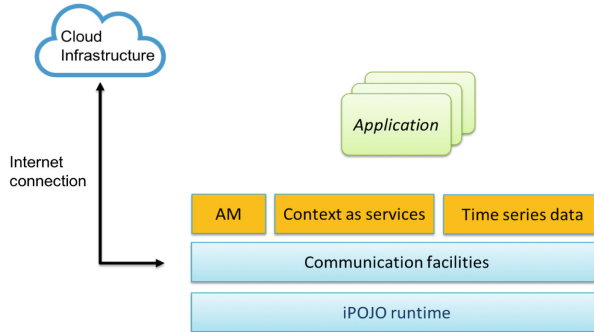 Cloud
Infrastructure
Application
Internet
connection
AM
Context as services
Time series data
Communication facilities
iPOJO runtime